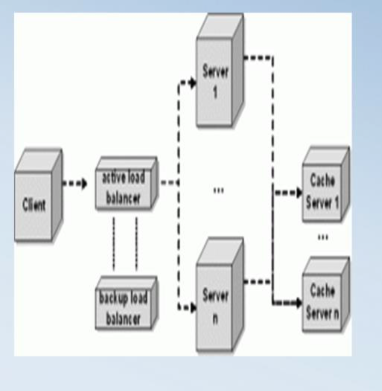 Server
1
active load
balancer
Client
Cache
Server 1
...
...
backup load
balancer
Server
n
Cache
Server n